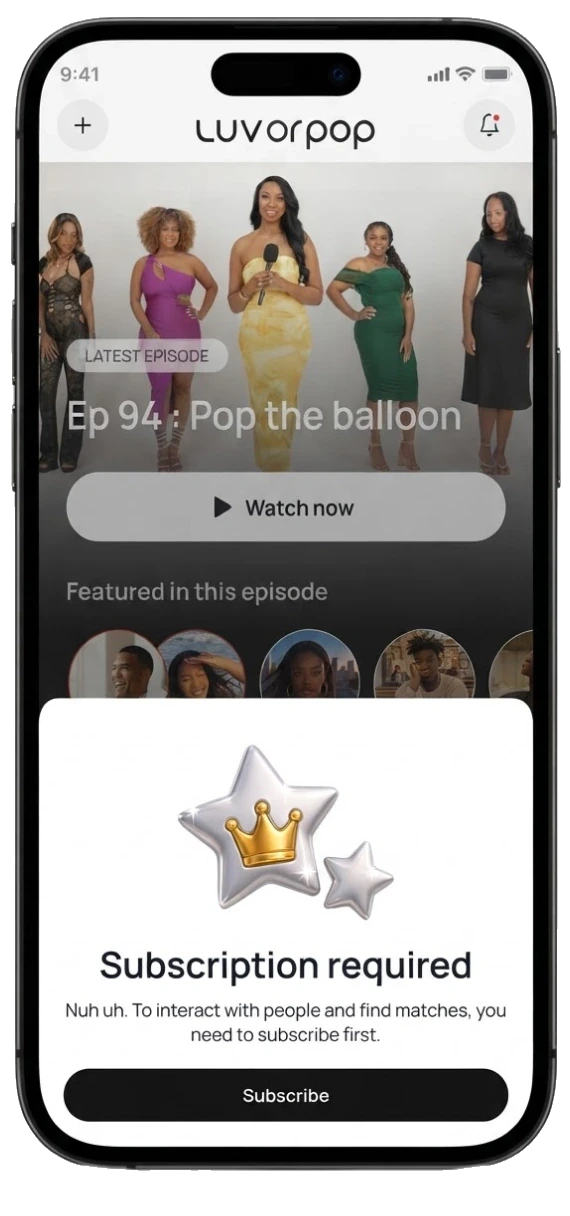 9:41
Luvorpop
LATEST EPISODE
Ep 94 : Pop the balloon
Watch now
Featured in this episode
Subscription required
Nuh uh. To interact with people and find matches, you
need to subscribe first.
Subscribe